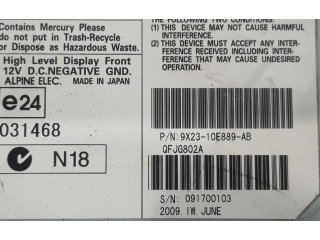 Contains Mercury Please
do not put in Trash-Recycle
or Dispose as Hazardous Waste.
High Level Display Front
12V D.C.NEGATIVE GND.
ALPINE ELEC. MADE IN JAPAN
e24
031468
N18
THE FOLLOWING TWO CONDITIONS:
(1) THIS DEVICE MAY NOT CAUSE HARMFUL
INTERFERENCE.
(2) THIS DEVICE MUST ACCEPT ANY INTER-
FERENCE RECEIVED INCLUDING INTER-
FERENCE THAT MAY CAUSE UNDESIRED
OPERATION.
P/N:9X23-10E889-AB
QFJG802A
S/N: 091700103
2009.1W.JUNE